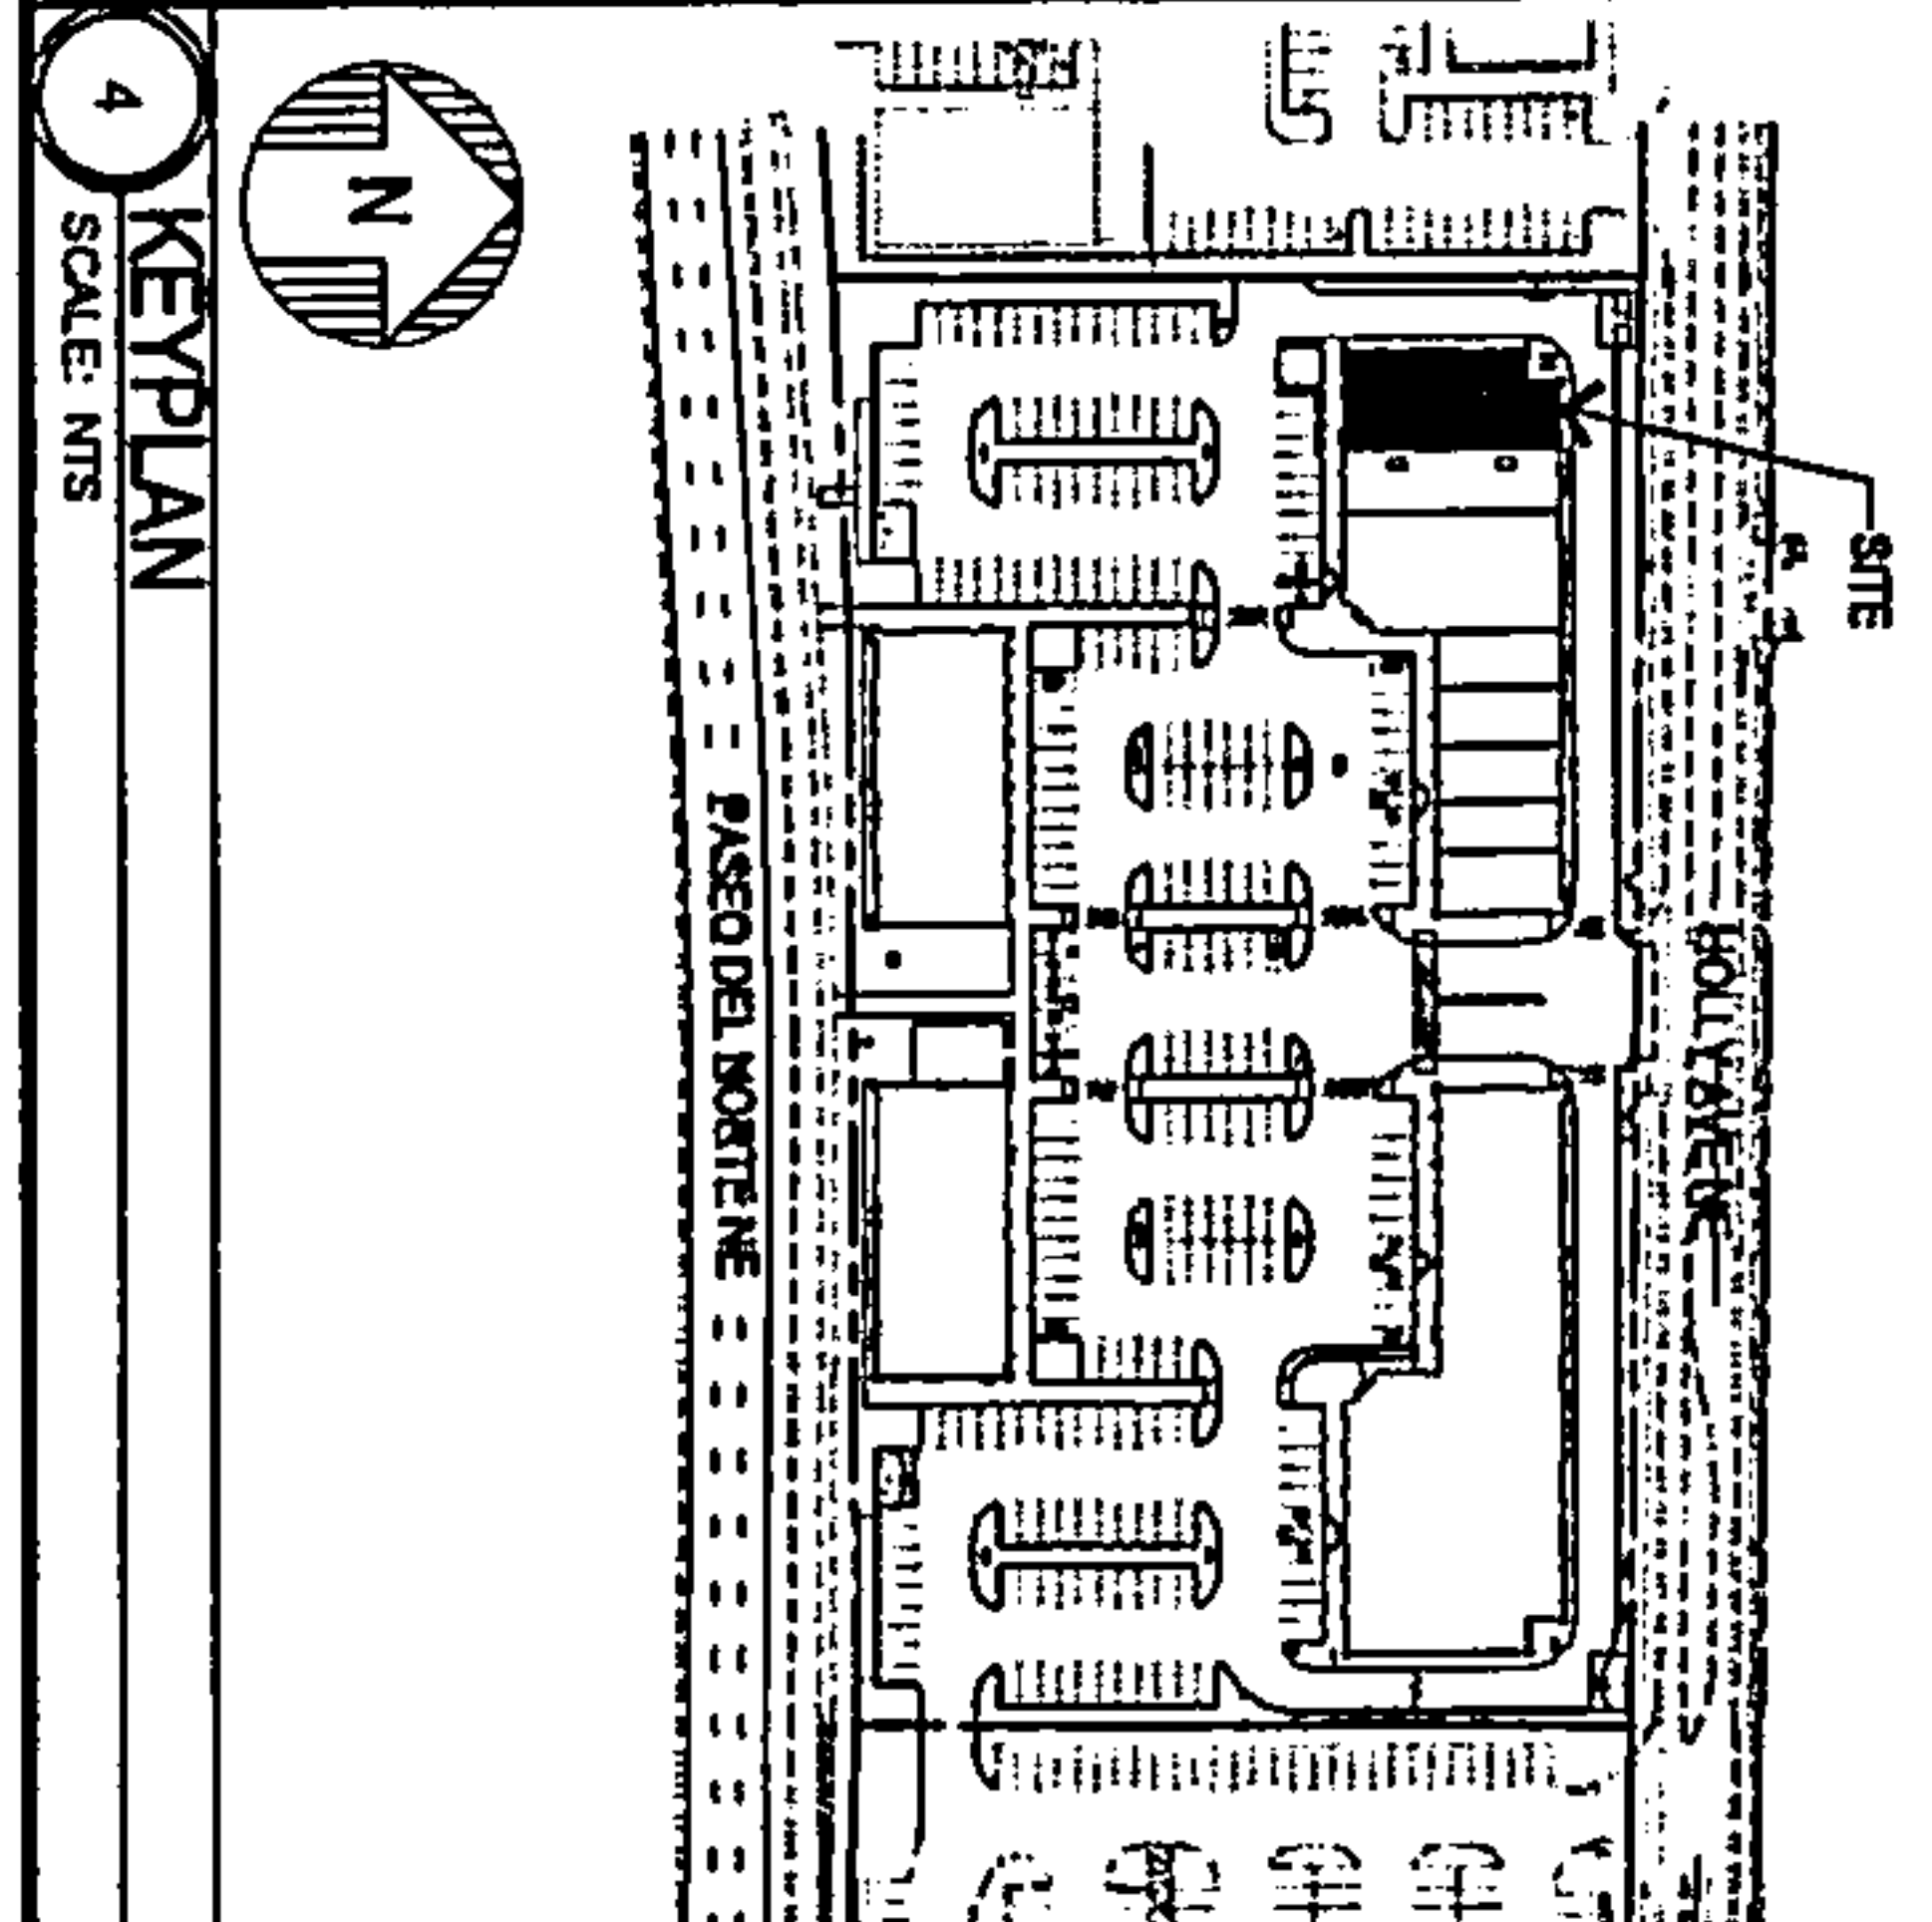 4
KEYPLAN
SCALE: NTS
N
SITE
HOLLY AVE NE
PASEO DEL NORTE NE